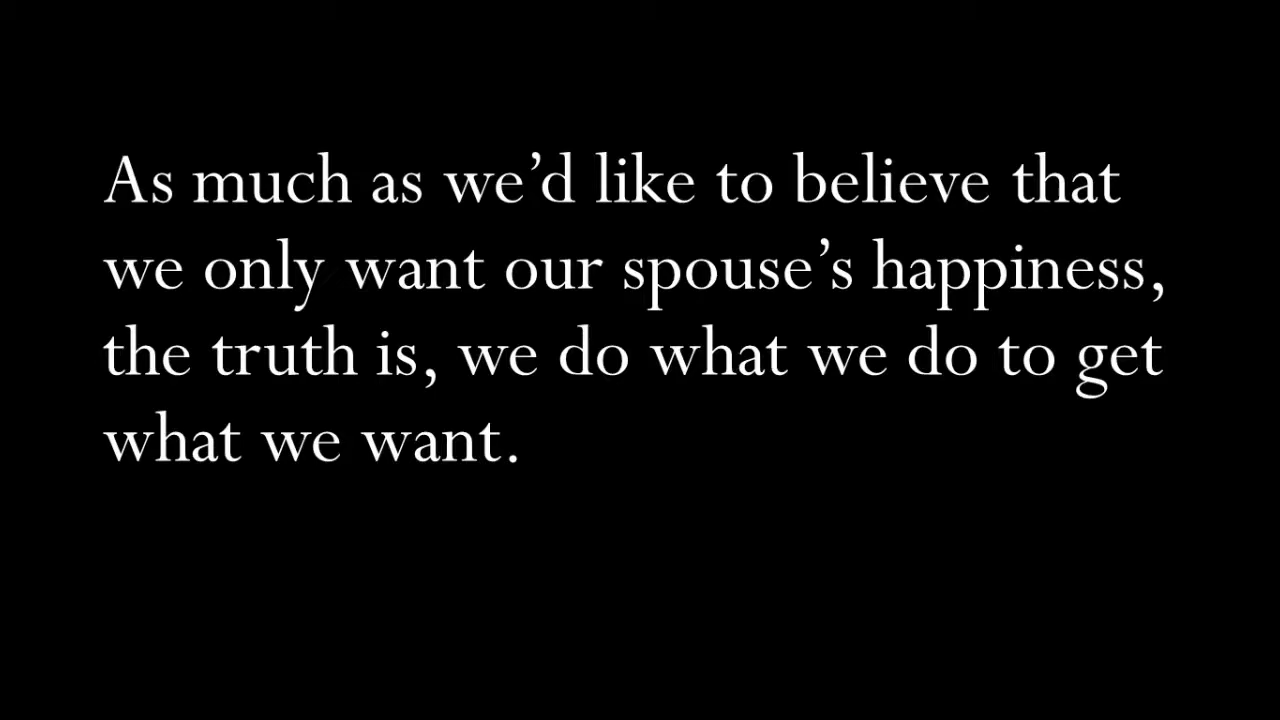 As much as we’d like to believe that
we only want our spouse’s happiness,
the truth is, we do what we do to get
what we want.